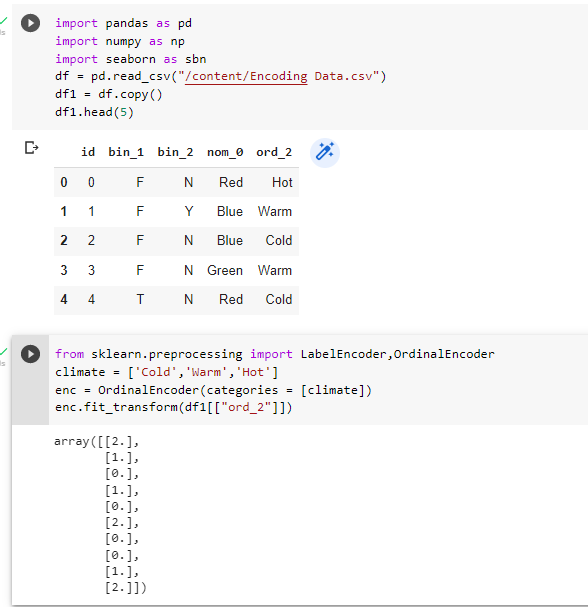 import pandas as pd
import numpy as np
import seaborn as sbn
df = pd.read_csv("/content/Encoding Data.csv")
df1 = df.copy()
df1.head(5)
id bin_1 bin_2 nom_0 ord_2
0 0 F N Red Hot
1 1 F Y Blue Warm
2 2 F N Blue Cold
3 3 F N Green Warm
4 4 T N Red Cold
from sklearn.preprocessing import LabelEncoder,OrdinalEncoder
climate = ['Cold','Warm','Hot']
enc = OrdinalEncoder(categories = [climate])
enc.fit_transform(df1[["ord_2"]])
array([[2.],
[1.],
[0.],
[1.],
[0.],
[2.],
[0.],
[0.],
[1.],
[2.]])